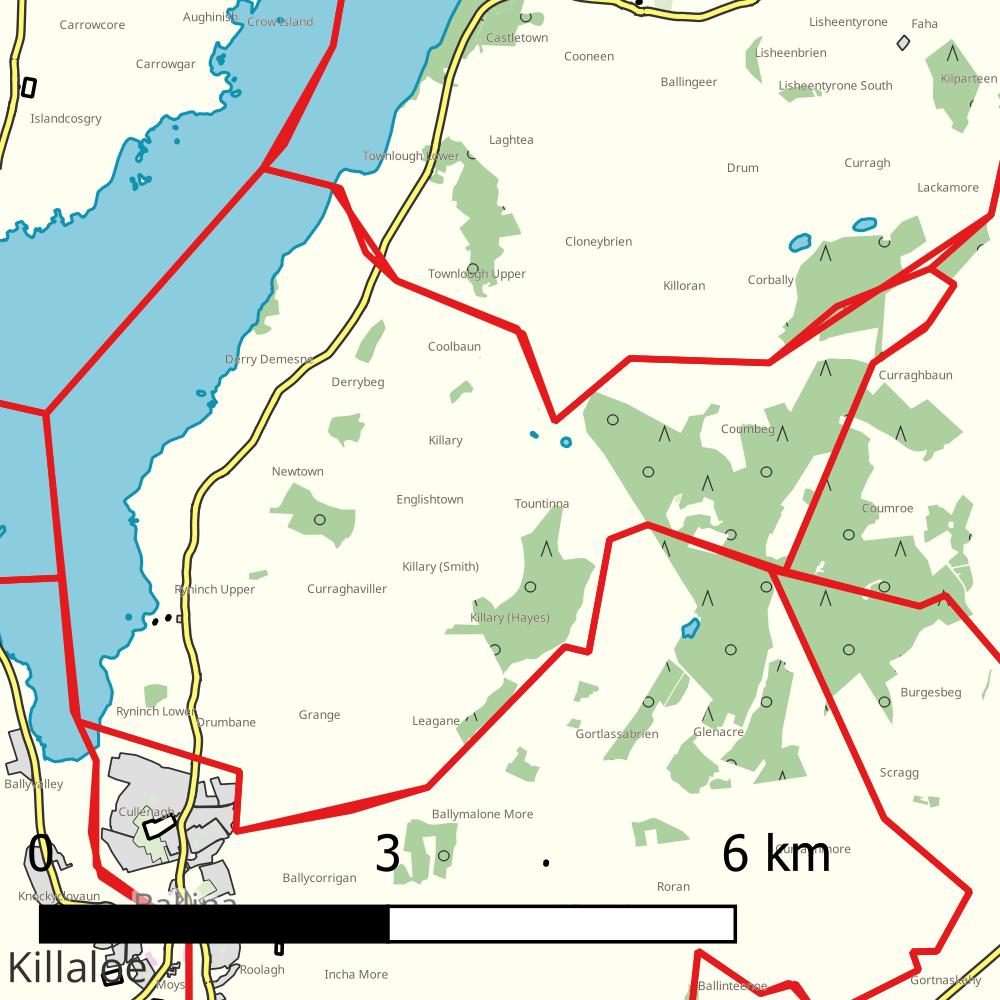 Aughinish
Crow Island
Carrowcore
Lisheentyrone
Faha
Castletown
Cooneen
Lisheenbrien
Carrowgar
Ballingeer
Lisheentyrone South
Kilparteen
Islandcosgry
Laghtea
Townlough Lower
Drum
Curragh
Lackamore
Cloneybrien
Townlough Upper
Killoran
Corbally
Coolbaun
Derry Demesne
Derrybeg
Curraghbaun
Killary
Coumbeg
Newtown
Englishtown
Tountinna
Coumroe
Killary (Smith)
Ryninch Upper
Curraghaviller
Killary (Hayes)
Burgesbeg
Ryninch Lower
Drumbane
Grange
Leagane
Gortlassabrien
Glenacre
Scragg
Ballyvalley
Cullenagh
Ballymalone More
0
3
6 km
Ballycorrigan
Roran
Knockyclovaun
Ballina
Killaloe
Roolagh
Incha More
Moys
Ballinteenoe
Gortnaskehy